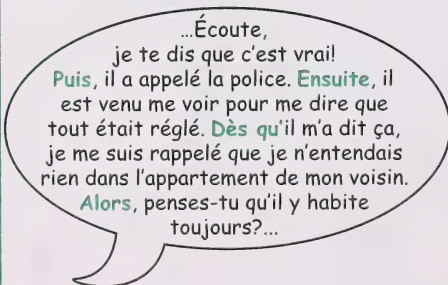 ...Écoute,
je te dis que c'est vrai!
Puis, il a appelé la police. Ensuite, il
est venu me voir pour me dire que
tout était réglé. Dès qu'il m'a dit ça,
je me suis rappelé que je n'entendais
rien dans l'appartement de mon voisin.
Alors, penses-tu qu'il y habite
toujours?...